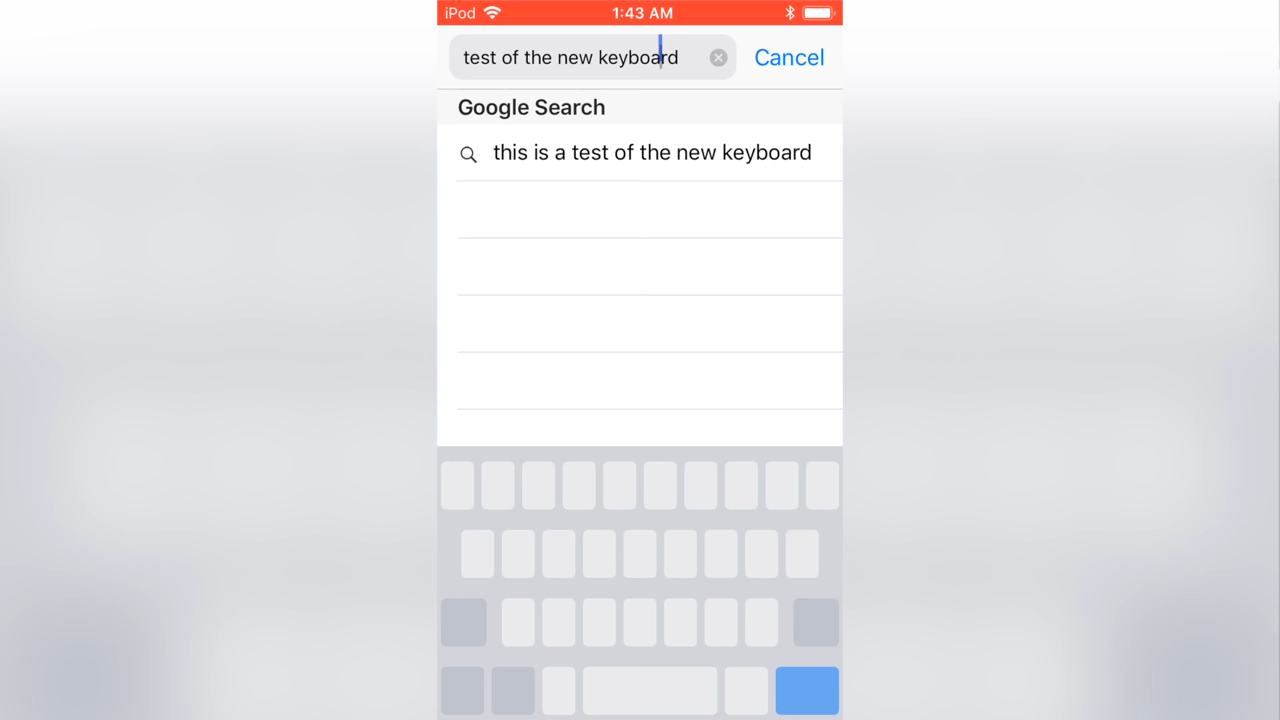 iPod 1:43 AM
test of the new keyboard Cancel
Google Search
this is a test of the new keyboard